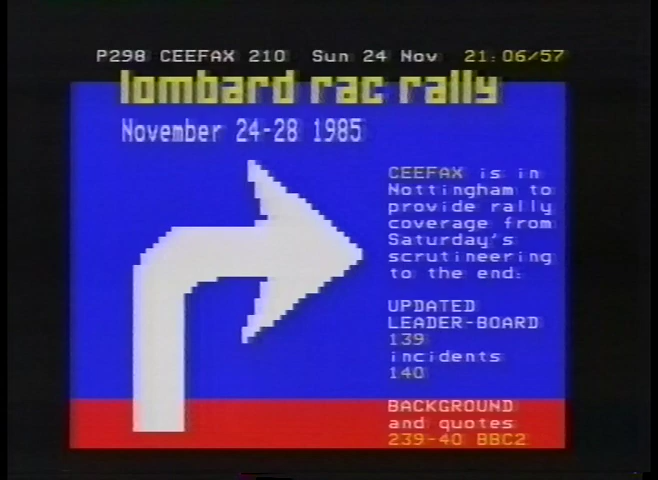 P298 CEEFAX 210 Sun 24 Nov 21:06/57
lombard rac rally
November 24-28 1985
CEEFAX is in
Nottingham to
provide rally
coverage from
Saturday's
scrutineering
to the end:
UPDATED
LEADER-BOARD
139
incidents
140
BACKGROUND
and quotes
239-40 BBC2